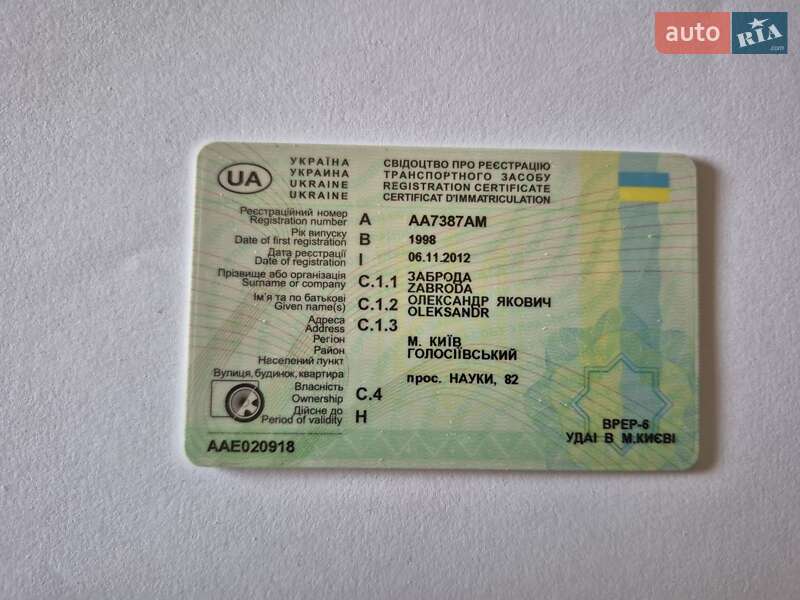 auto RIA.com
UA
УКРАЇНА
УКРАИНА
UKRAINE
UKRAINE
СВІДОЦТВО ПРО РЕЄСТРАЦІЮ
ТРАНСПОРТНОГО ЗАСОБУ
REGISTRATION CERTIFICATE
CERTIFICAT D'IMMATRICULATION
Реєстраційний номер
Registration number A AA7387AM
Рік випуску
Date of first registration B 1998
Дата реєстрації
Date of registration I 06.11.2012
Прізвище або організація
Surname or company C.1.1 ЗАБРОДА
ZABRODA
Ім'я та по батькові
Given name(s) C.1.2 ОЛЕКСАНДР ЯКОВИЧ
OLEKSANDR
Адреса
Address C.1.3
Регіон М. КИЇВ
Район ГОЛОСІЇВСЬКИЙ
Населений пункт
Вулиця, будинок, квартира прос. НАУКИ, 82
Власність
Ownership C.4
Дійсне до
Period of validity H
ВРЕР-6
УДАІ В М.КИЄВІ
AAE020918